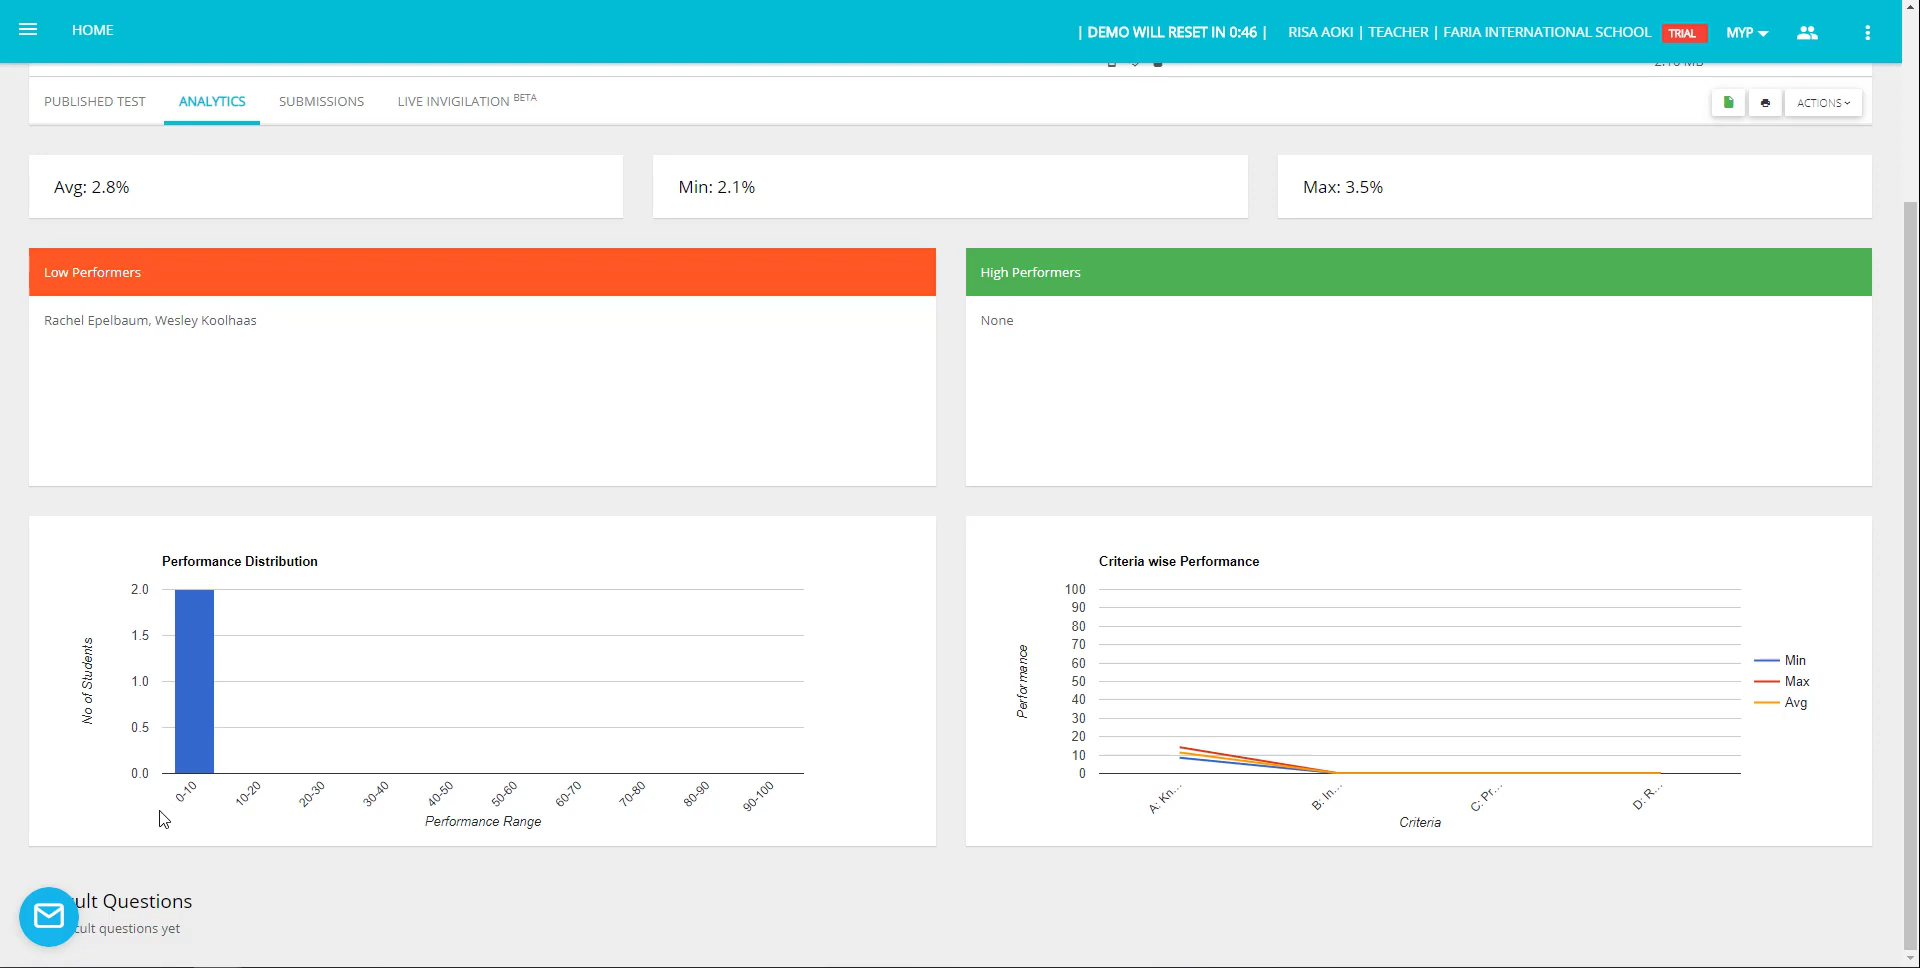 HOME
| DEMO WILL RESET IN 0:46 | RISA AOKI | TEACHER | FARIA INTERNATIONAL SCHOOL TRIAL MYP
PUBLISHED TEST ANALYTICS SUBMISSIONS LIVE INVIGILATION BETA ACTIONS
Avg: 2.8% Min: 2.1% Max: 3.5%
Low Performers
Rachel Epelbaum, Wesley Koolhaas
High Performers
None
Performance Distribution
2.0
1.5
1.0
0.5
0.0
No of Students
0-10 10-20 20-30 30-40 40-50 50-60 60-70 70-80 80-90 90-100
Performance Range
Criteria wise Performance
100
90
80
70
60
50
40
30
20
10
0
Performance
A: Kn... B: In... C: Pr... D: R...
Criteria
Min
Max
Avg
ult Questions
cult questions yet